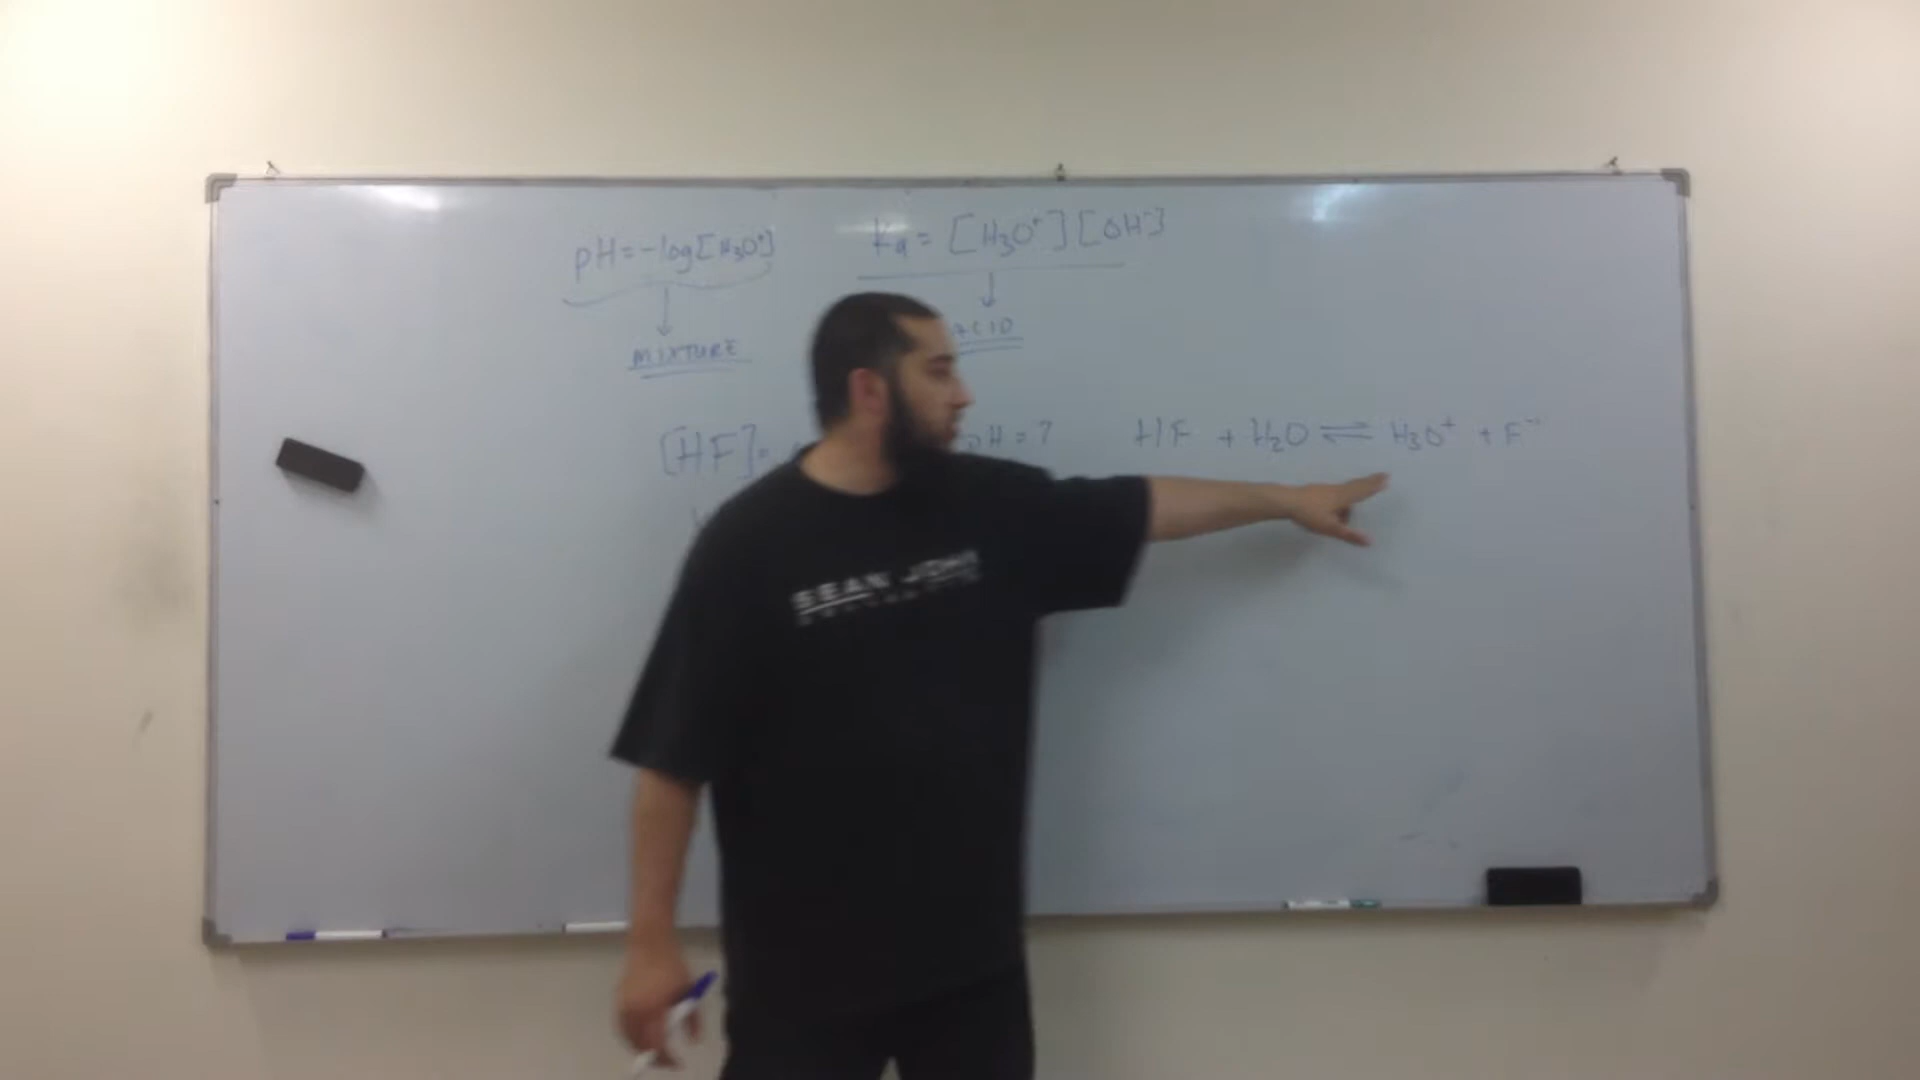 pH=-log[H₃O⁺]
Ka=[H₃O⁺][OH⁻]
MIXTURE
ACID
[HF]=
pH=?
HF + H₂O ⇌ H₃O⁺ + F⁻
SEAN JOHN